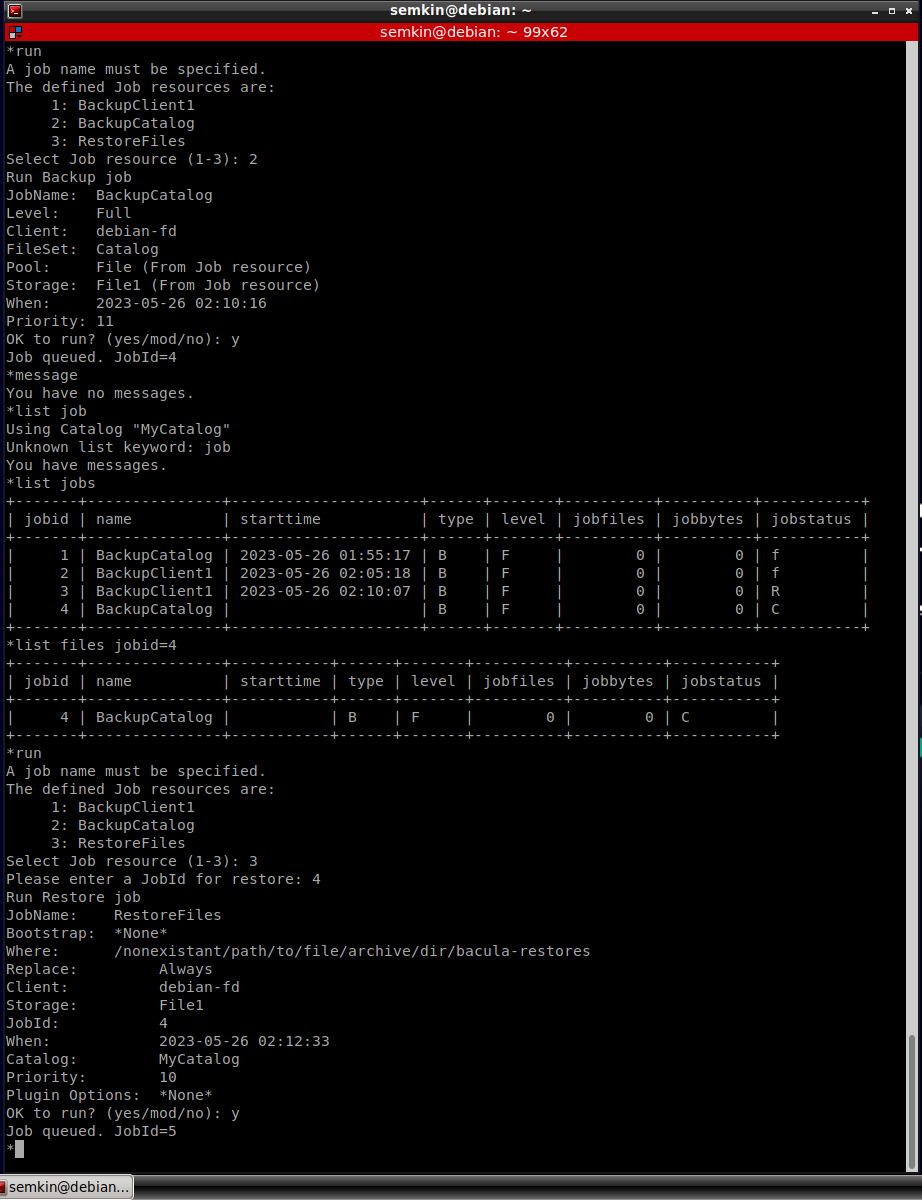 semkin@debian: ~
semkin@debian: ~ 99x62
*run
A job name must be specified.
The defined Job resources are:
     1: BackupClient1
     2: BackupCatalog
     3: RestoreFiles
Select Job resource (1-3): 2
Run Backup job
JobName:  BackupCatalog
Level:    Full
Client:   debian-fd
FileSet:  Catalog
Pool:     File (From Job resource)
Storage:  File1 (From Job resource)
When:     2023-05-26 02:10:16
Priority: 11
OK to run? (yes/mod/no): y
Job queued. JobId=4
*message
You have no messages.
*list job
Using Catalog "MyCatalog"
Unknown list keyword: job
You have messages.
*list jobs
+-------+---------------+---------------------+------+-------+----------+----------+-----------+
| jobid | name          | starttime           | type | level | jobfiles | jobbytes | jobstatus |
+-------+---------------+---------------------+------+-------+----------+----------+-----------+
|     1 | BackupCatalog | 2023-05-26 01:55:17 | B    | F     |        0 |        0 | f         |
|     2 | BackupClient1 | 2023-05-26 02:05:18 | B    | F     |        0 |        0 | f         |
|     3 | BackupClient1 | 2023-05-26 02:10:07 | B    | F     |        0 |        0 | R         |
|     4 | BackupCatalog |                     | B    | F     |        0 |        0 | C         |
+-------+---------------+---------------------+------+-------+----------+----------+-----------+
*list files jobid=4
+-------+---------------+-----------+------+-------+----------+----------+-----------+
| jobid | name          | starttime | type | level | jobfiles | jobbytes | jobstatus |
+-------+---------------+-----------+------+-------+----------+----------+-----------+
|     4 | BackupCatalog |           | B    | F     |        0 |        0 | C         |
+-------+---------------+-----------+------+-------+----------+----------+-----------+
*run
A job name must be specified.
The defined Job resources are:
     1: BackupClient1
     2: BackupCatalog
     3: RestoreFiles
Select Job resource (1-3): 3
Please enter a JobId for restore: 4
Run Restore job
JobName:    RestoreFiles
Bootstrap:  *None*
Where:      /nonexistant/path/to/file/archive/dir/bacula-restores
Replace:         Always
Client:          debian-fd
Storage:         File1
JobId:           4
When:            2023-05-26 02:12:33
Catalog:         MyCatalog
Priority:        10
Plugin Options:  *None*
OK to run? (yes/mod/no): y
Job queued. JobId=5
*
semkin@debian...